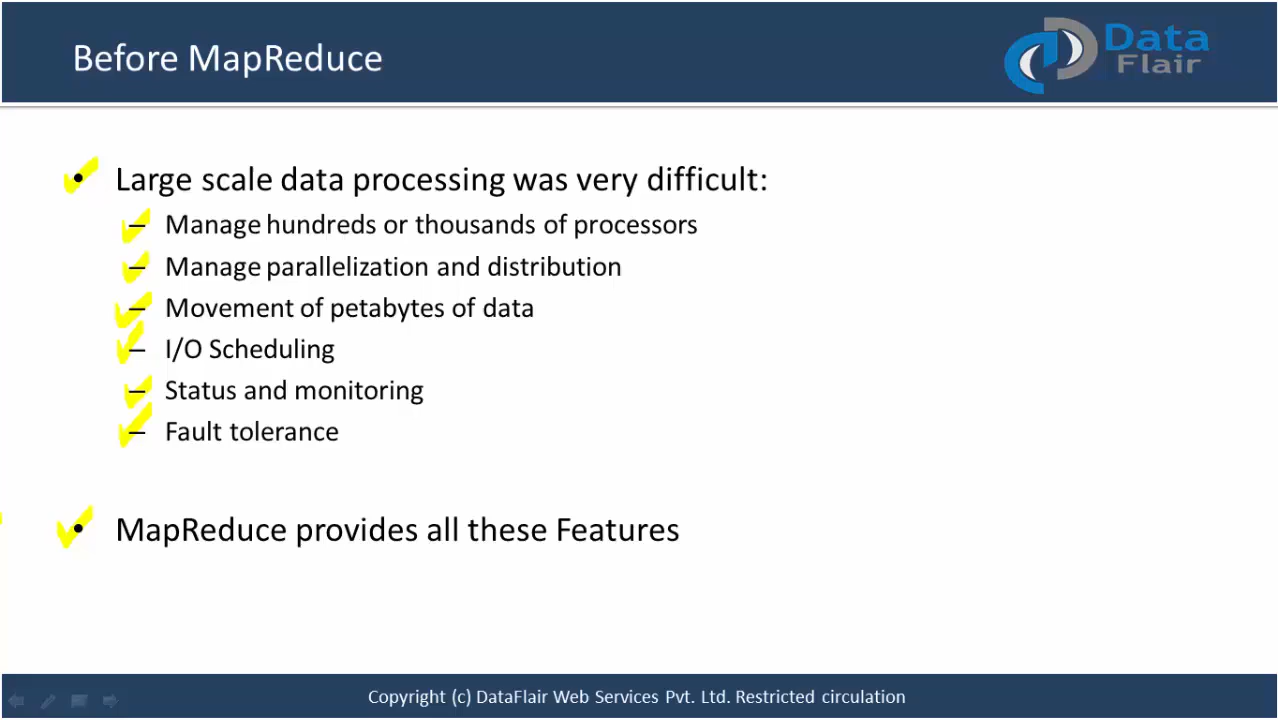 Before MapReduce
Data
Flair
• Large scale data processing was very difficult:
– Manage hundreds or thousands of processors
– Manage parallelization and distribution
– Movement of petabytes of data
– I/O Scheduling
– Status and monitoring
– Fault tolerance
• MapReduce provides all these Features
Copyright (c) DataFlair Web Services Pvt. Ltd. Restricted circulation